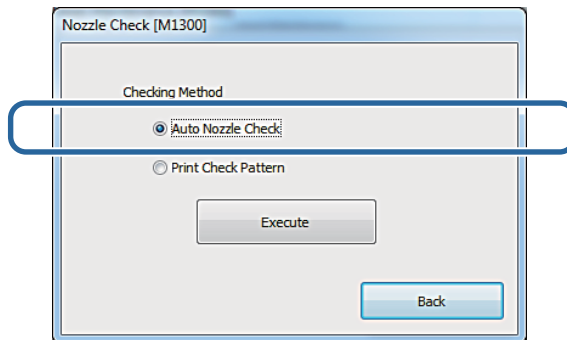 Nozzle Check [M1300]
Checking Method
Auto Nozzle Check
Print Check Pattern
Execute
Back